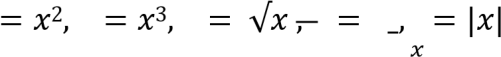 = x², = x³, = √x ,— = –, = |x|
x